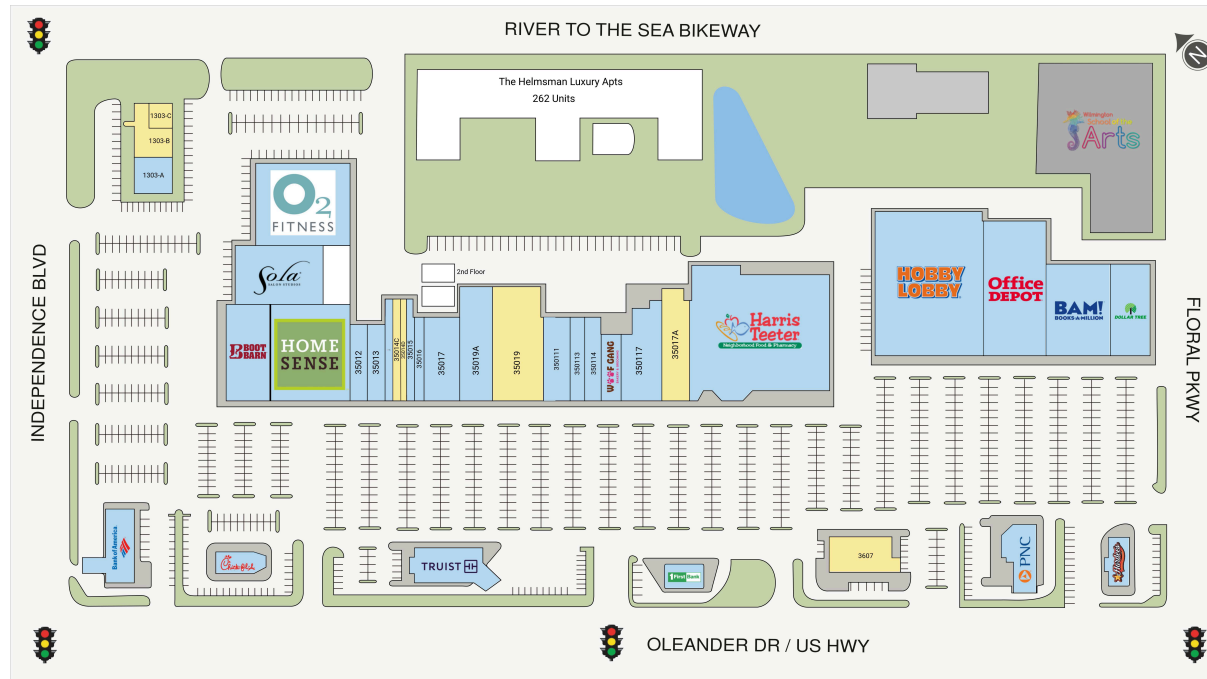 RIVER TO THE SEA BIKEWAY
N
The Helmsman Luxury Apts
262 Units
Wilmington
School of the
Arts
1303-C
1303-B
1303-A
O2
FITNESS
Sola
SALON STUDIOS
2nd Floor
BOOT
BARN
HOME
SENSE
35012
35013
35014C
35015
35016
35017
35019A
35019
350111
350113
350114
WOOF GANG
350117
35017A
Harris
Teeter
Neighborhood Food & Pharmacy
HOBBY
LOBBY
Office
DEPOT
BAM!
BOOKS-A-MILLION
DOLLAR TREE
INDEPENDENCE BLVD
FLORAL PKWY
Bank of America
Chick-fil-A
TRUIST
1 First Bank
3607
PNC
Hardee's
OLEANDER DR / US HWY